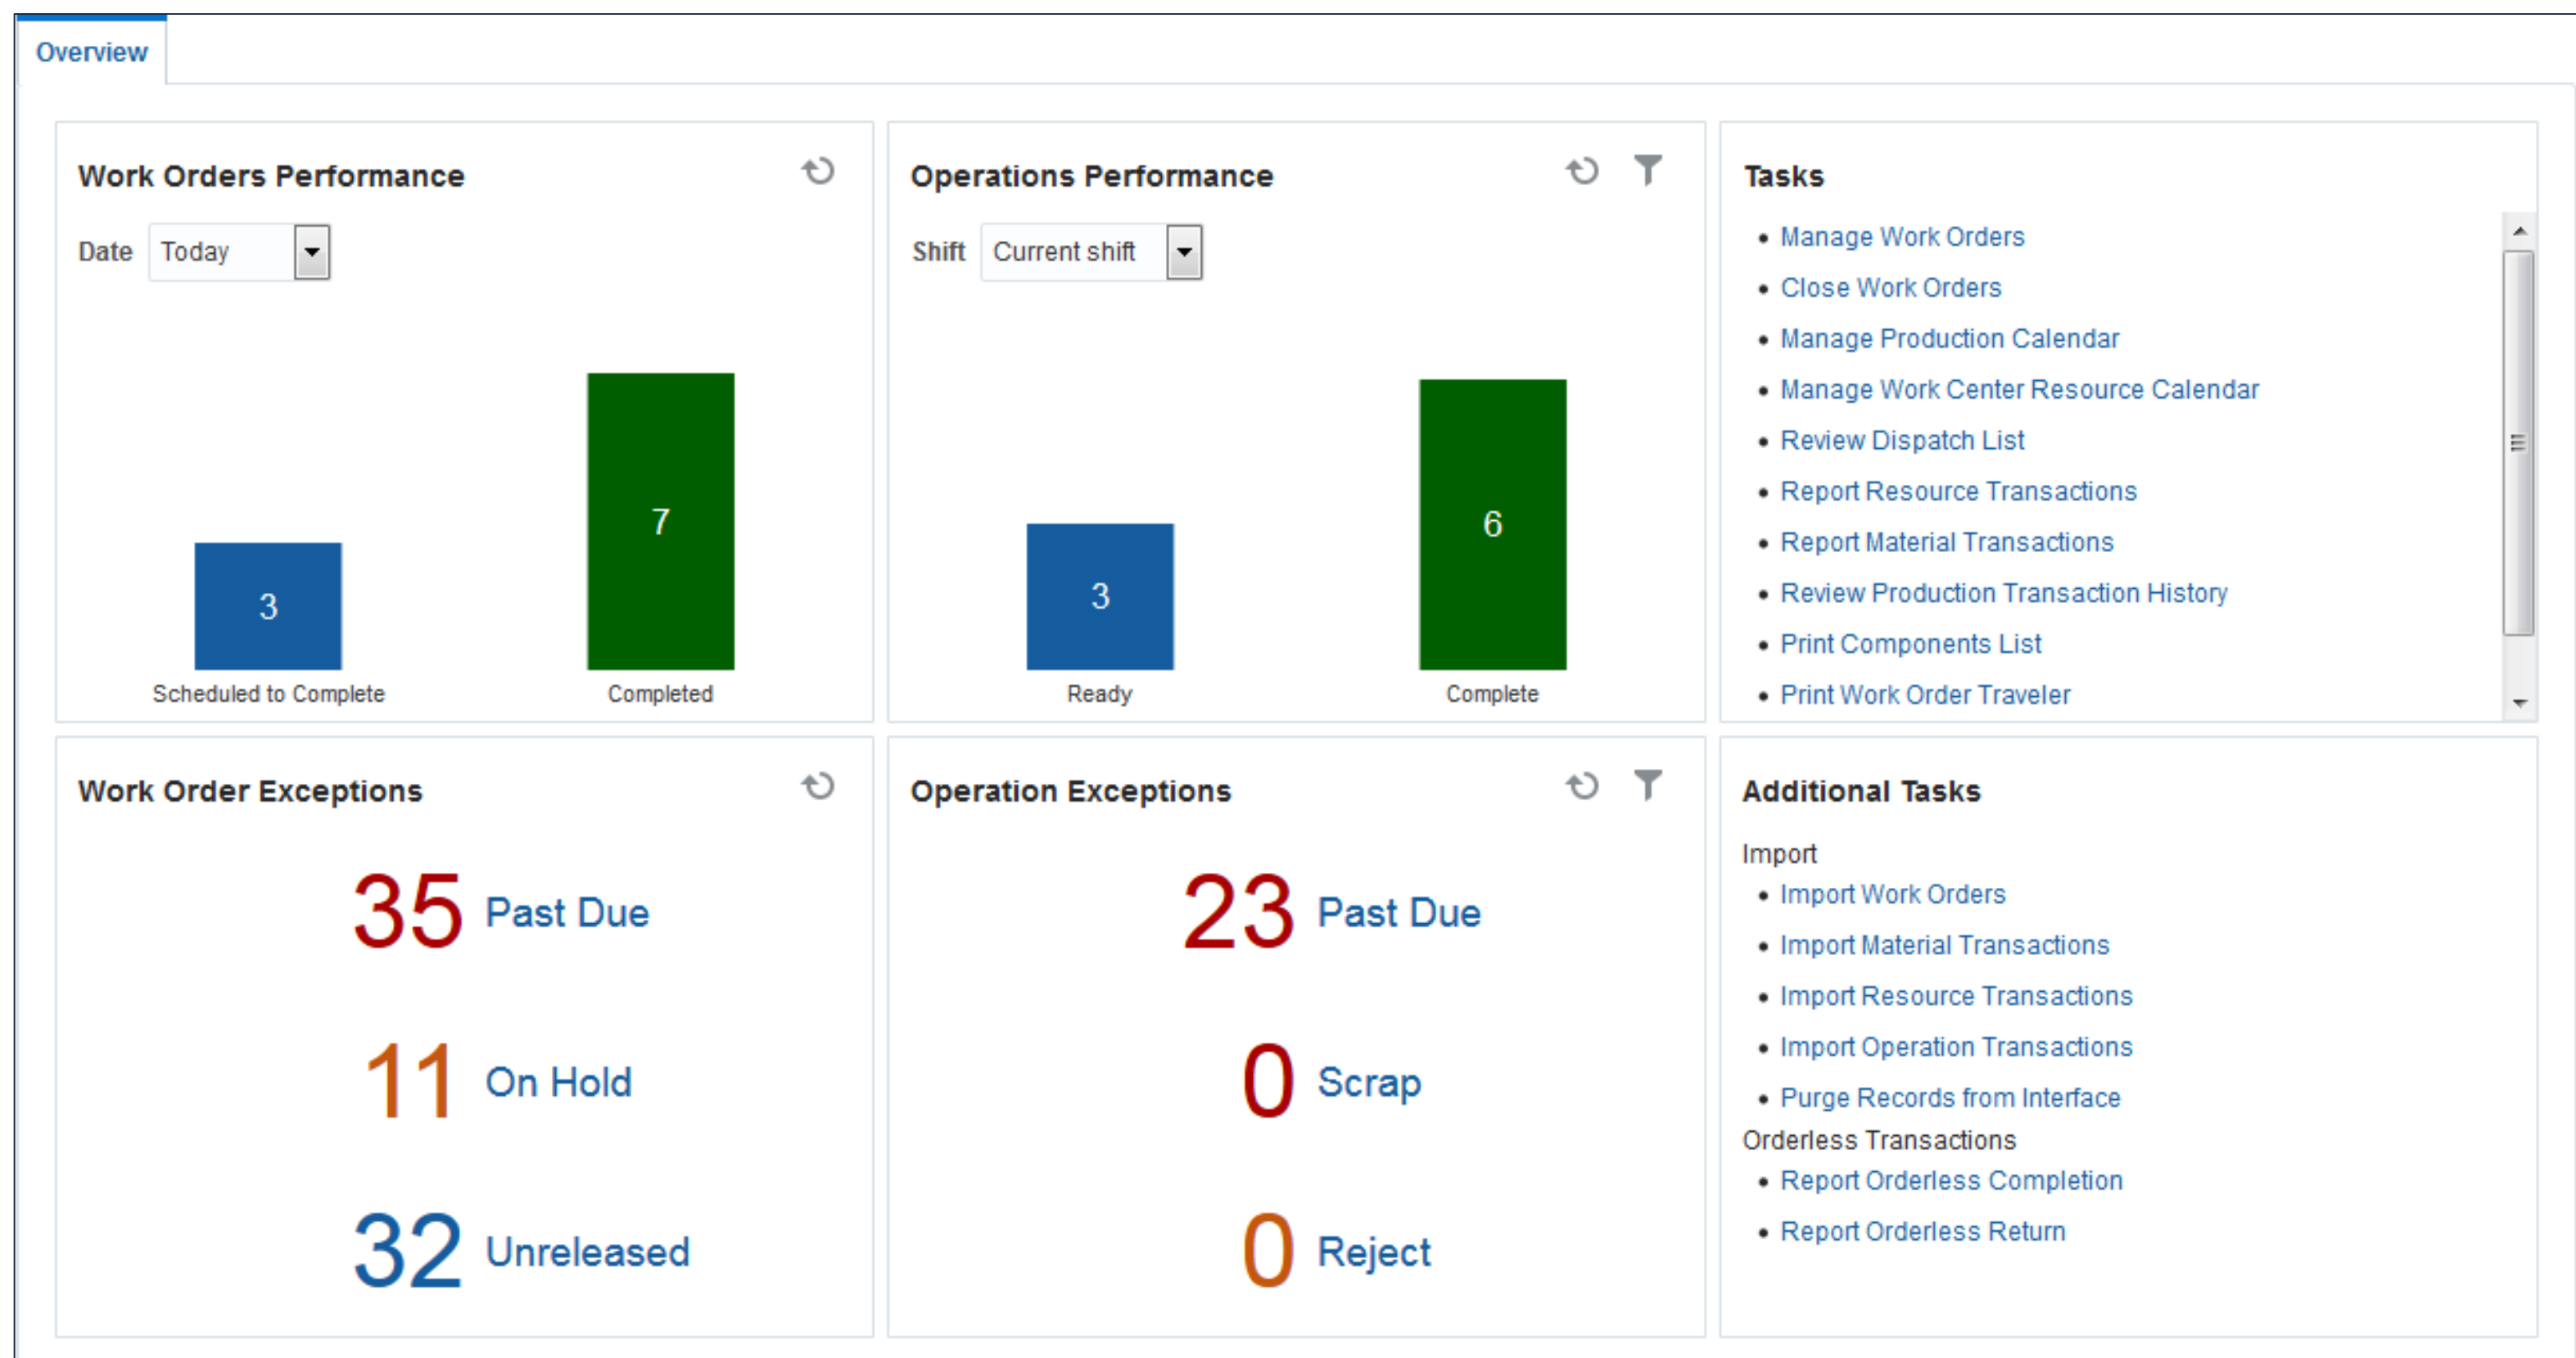 Overview
Work Orders Performance
Date Today
3
7
Scheduled to Complete
Completed
Operations Performance
Shift Current shift
3
6
Ready
Complete
Tasks
• Manage Work Orders
• Close Work Orders
• Manage Production Calendar
• Manage Work Center Resource Calendar
• Review Dispatch List
• Report Resource Transactions
• Report Material Transactions
• Review Production Transaction History
• Print Components List
• Print Work Order Traveler
Work Order Exceptions
35 Past Due
11 On Hold
32 Unreleased
Operation Exceptions
23 Past Due
0 Scrap
0 Reject
Additional Tasks
Import
• Import Work Orders
• Import Material Transactions
• Import Resource Transactions
• Import Operation Transactions
• Purge Records from Interface
Orderless Transactions
• Report Orderless Completion
• Report Orderless Return